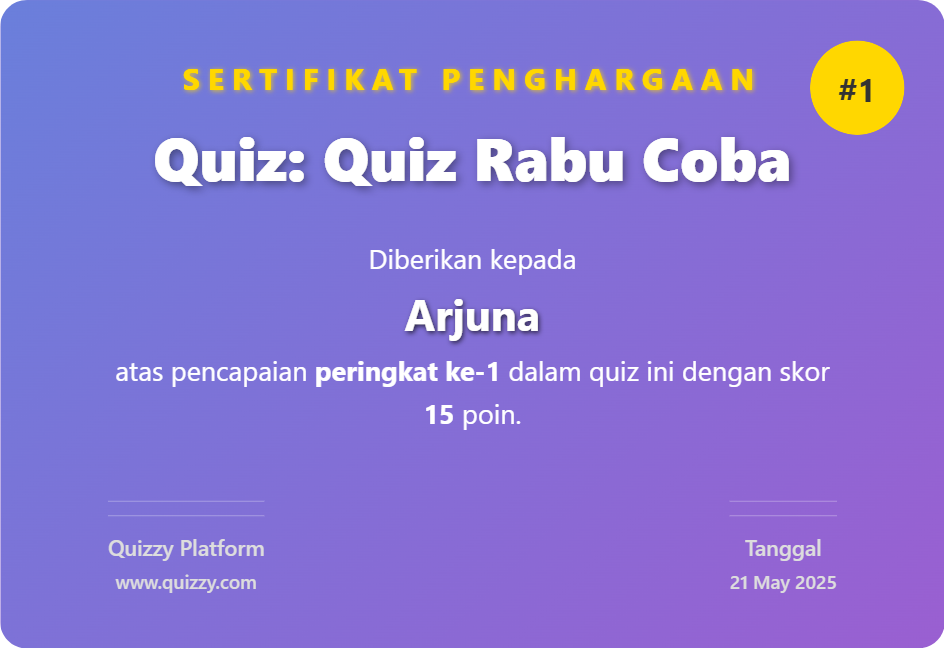 SERTIFIKAT PENGHARGAAN
#1
Quiz: Quiz Rabu Coba
Diberikan kepada
Arjuna
atas pencapaian peringkat ke-1 dalam quiz ini dengan skor
15 poin.
Quizzy Platform
www.quizzy.com
Tanggal
21 May 2025